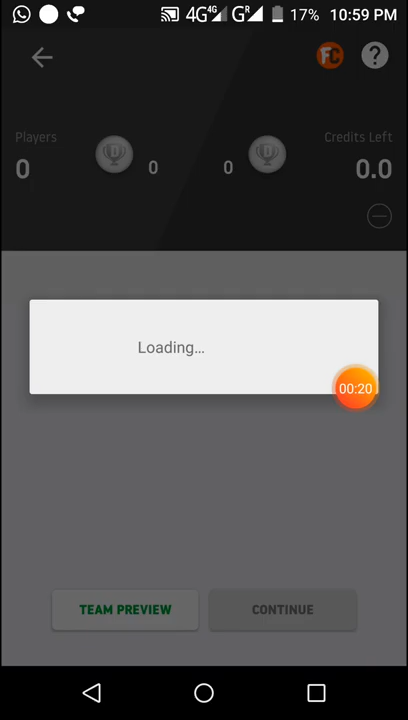 4G 4G G R 17% 10:59 PM
FC ?
Players Credits Left
0 D 0 0 D 0.0
Loading...
00:20
TEAM PREVIEW CONTINUE